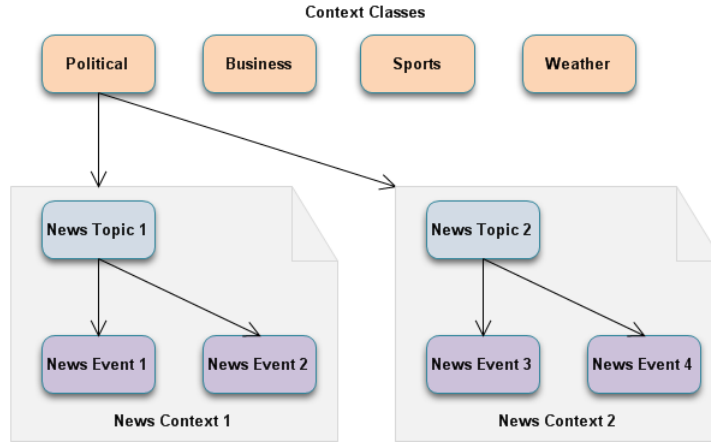 Context Classes
Political
Business
Sports
Weather
News Topic 1
News Topic 2
News Event 1
News Event 2
News Event 3
News Event 4
News Context 1
News Context 2